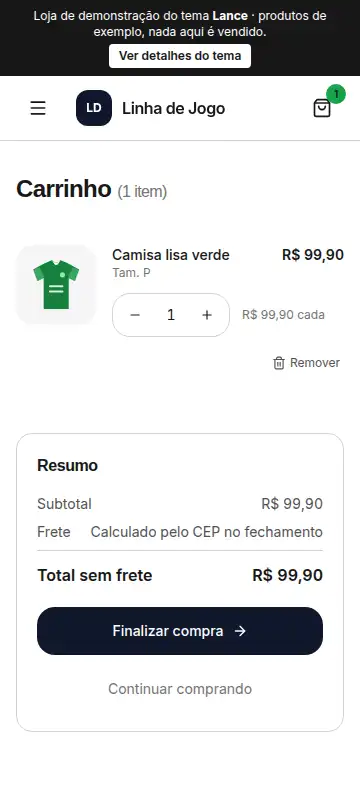 Loja de demonstração do tema Lance · produtos de
exemplo, nada aqui é vendido.
Ver detalhes do tema
LD Linha de Jogo 1
Carrinho (1 item)
Camisa lisa verde R$ 99,90
Tam. P
− 1 + R$ 99,90 cada
Remover
Resumo
Subtotal R$ 99,90
Frete Calculado pelo CEP no fechamento
Total sem frete R$ 99,90
Finalizar compra →
Continuar comprando